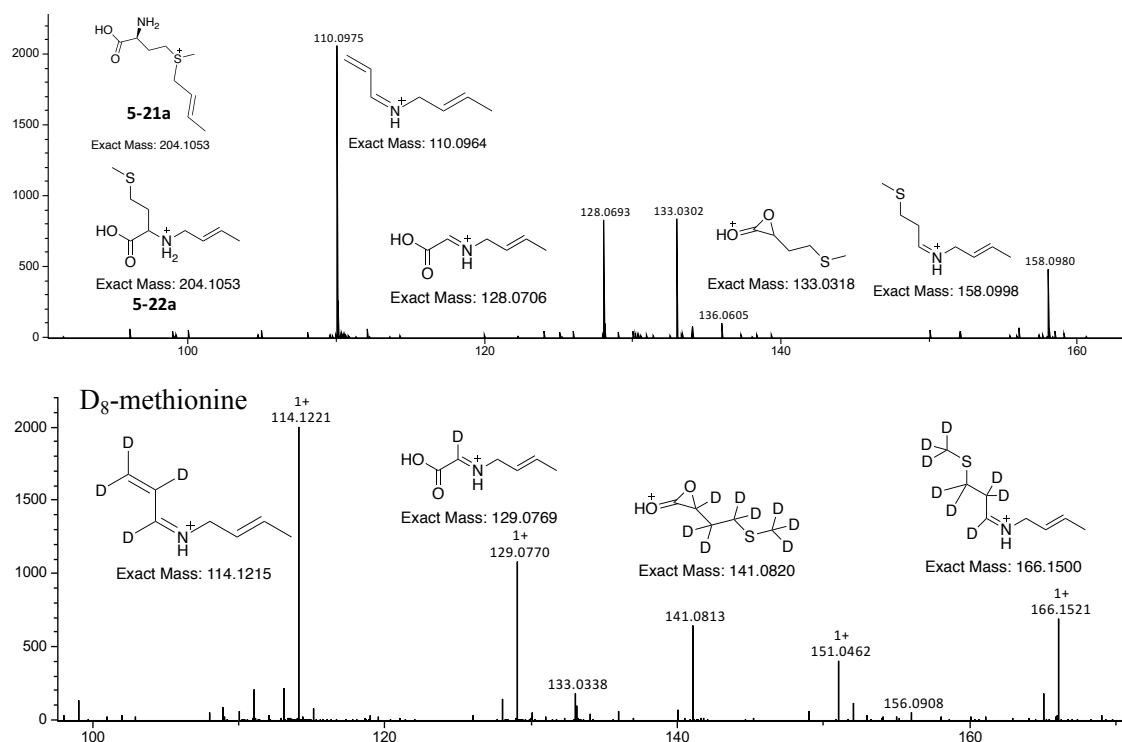 2000
1500
1000
500
0
100
120
140
160
HO
NH2
O
S
+
5-21a
Exact Mass: 204.1053
S
HO
O
N
+
H2
Exact Mass: 204.1053
5-22a
110.0975
N
+
H
Exact Mass: 110.0964
HO
O
N
+
H
Exact Mass: 128.0706
128.0693
133.0302
136.0605
+
HO
O
S
Exact Mass: 133.0318
S
N
+
H
Exact Mass: 158.0998
158.0980
D8-methionine
2000
1500
1000
500
0
100
120
140
160
1+
114.1221
D
D
D
D
N
+
H
Exact Mass: 114.1215
D
HO
O
N
+
H
Exact Mass: 129.0769
1+
129.0770
133.0338
+
HO
O
D
D
D
D
D
S
D
D
D
Exact Mass: 141.0820
141.0813
1+
151.0462
156.0908
D
D
D
S
D
D
D
D
D
N
+
H
Exact Mass: 166.1500
1+
166.1521